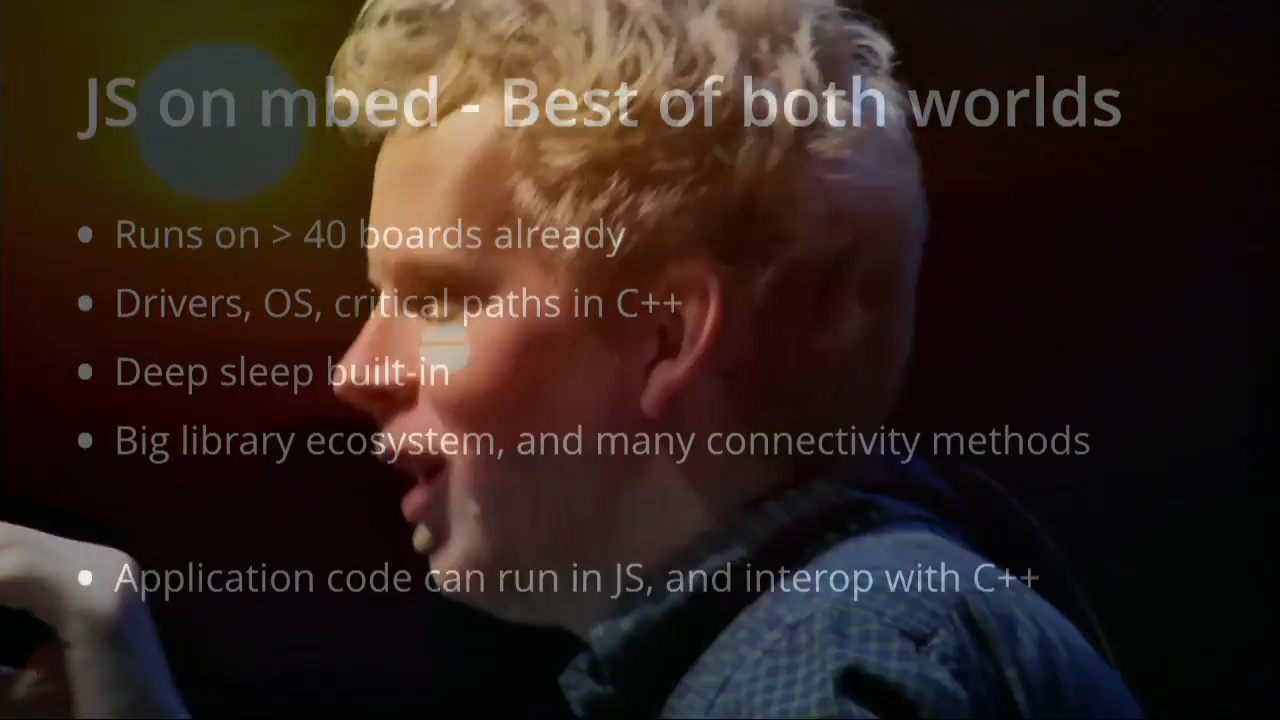 JS on mbed - Best of both worlds
• Runs on > 40 boards already
• Drivers, OS, critical paths in C++
• Deep sleep built-in
• Big library ecosystem, and many connectivity methods
• Application code can run in JS, and interop with C++